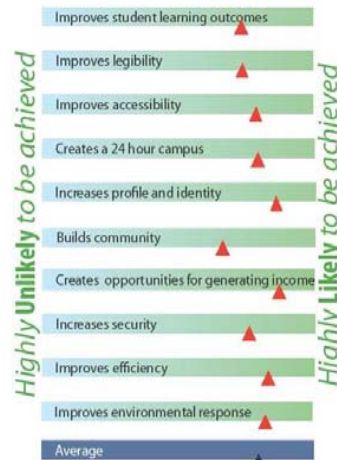 Highly Unlikely to be achieved
Improves student learning outcomes
Improves legibility
Improves accessibility
Creates a 24 hour campus
Increases profile and identity
Builds community
Creates opportunities for generating income
Increases security
Improves efficiency
Improves environmental response
Average
Highly Likely to be achieved